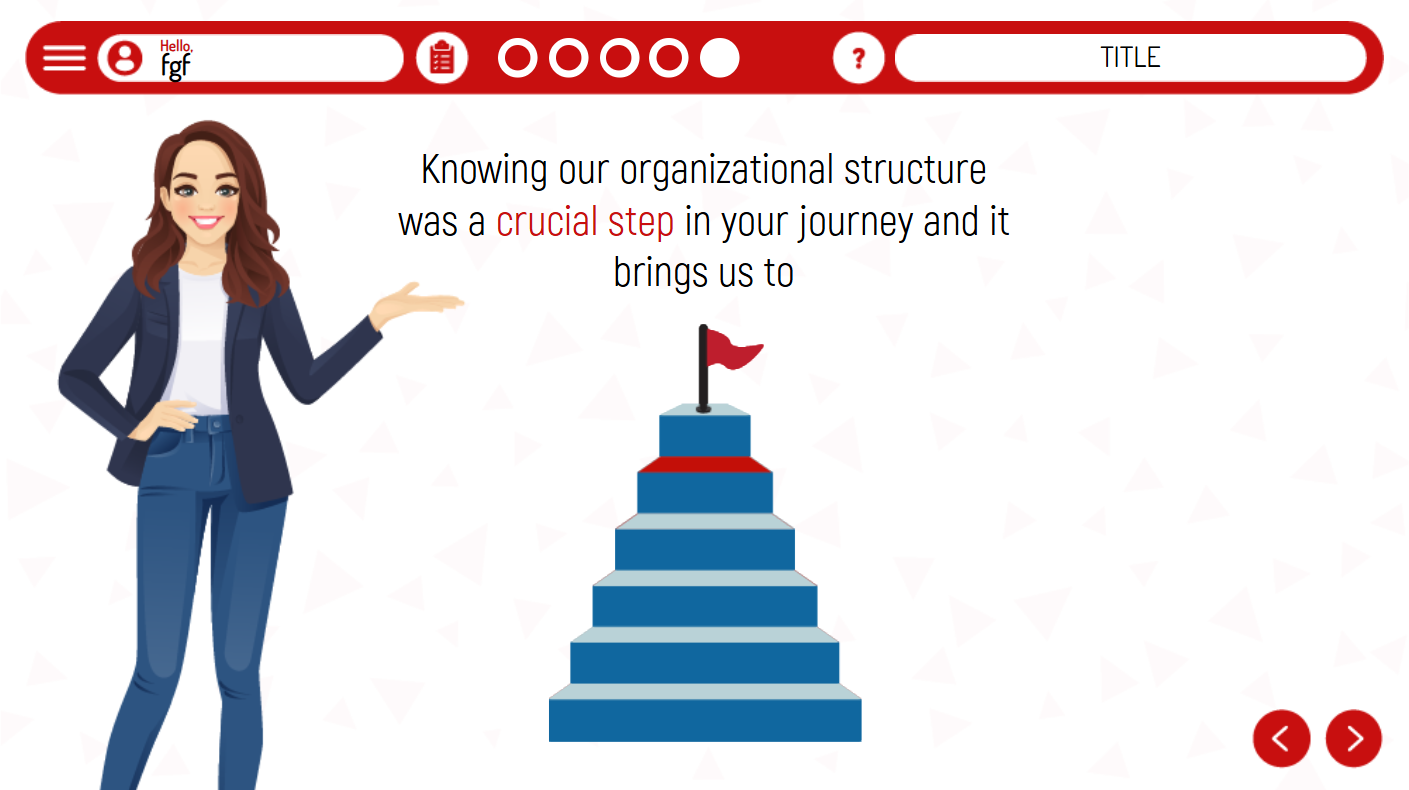 Hello,
fgf
?
TITLE
Knowing our organizational structure
was a crucial step in your journey and it
brings us to